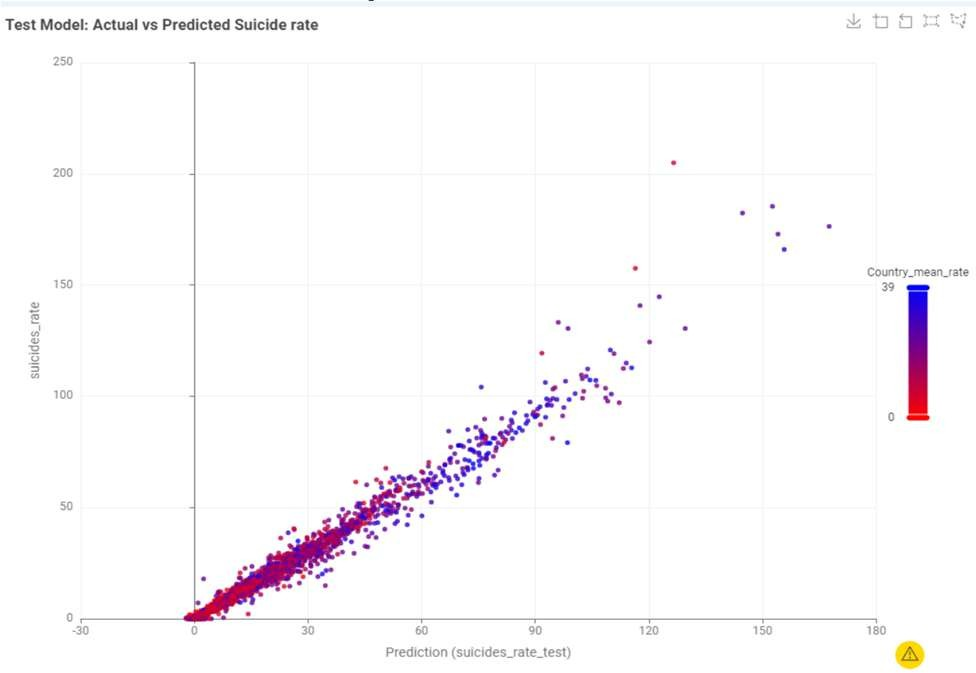 Test Model: Actual vs Predicted Suicide rate
250
200
150
100
50
0
suicides_rate
-30 0 30 60 90 120 150 180
Prediction (suicides_rate_test)
Country_mean_rate
39
0